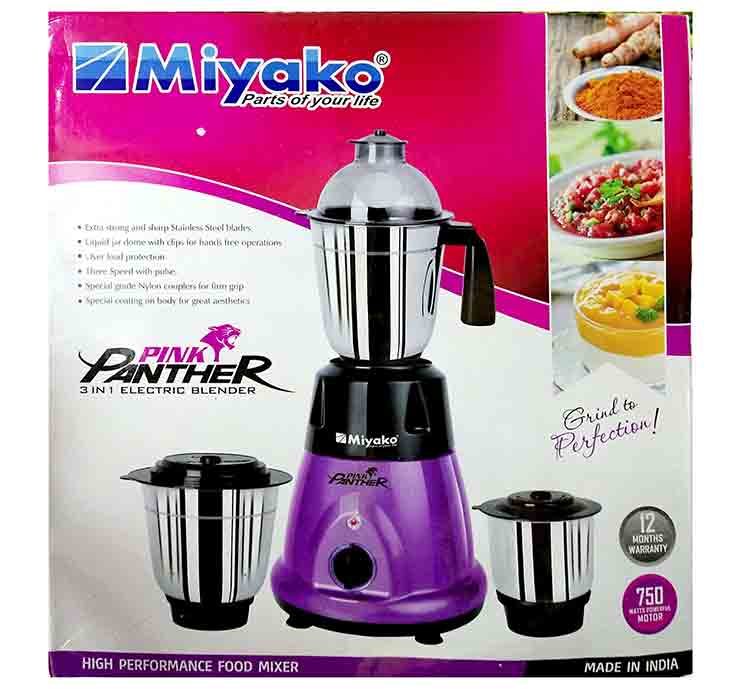 Miyako®
Parts of your life
• Extra strong and sharp Stainless Steel blades.
• Liquid jar dome with clips for hands free operations
• Over load protection.
• Three Speed with pulse.
• Special grade Nylon couplers for firm grip
• Special coating on body for great aesthetics
PINK
PANTHER
3 IN 1 ELECTRIC BLENDER
Grind to
Perfection!
Miyako
PINK
PANTHER
12
MONTHS
WARRANTY
750
WATTS POWERFUL
MOTOR
HIGH PERFORMANCE FOOD MIXER
MADE IN INDIA